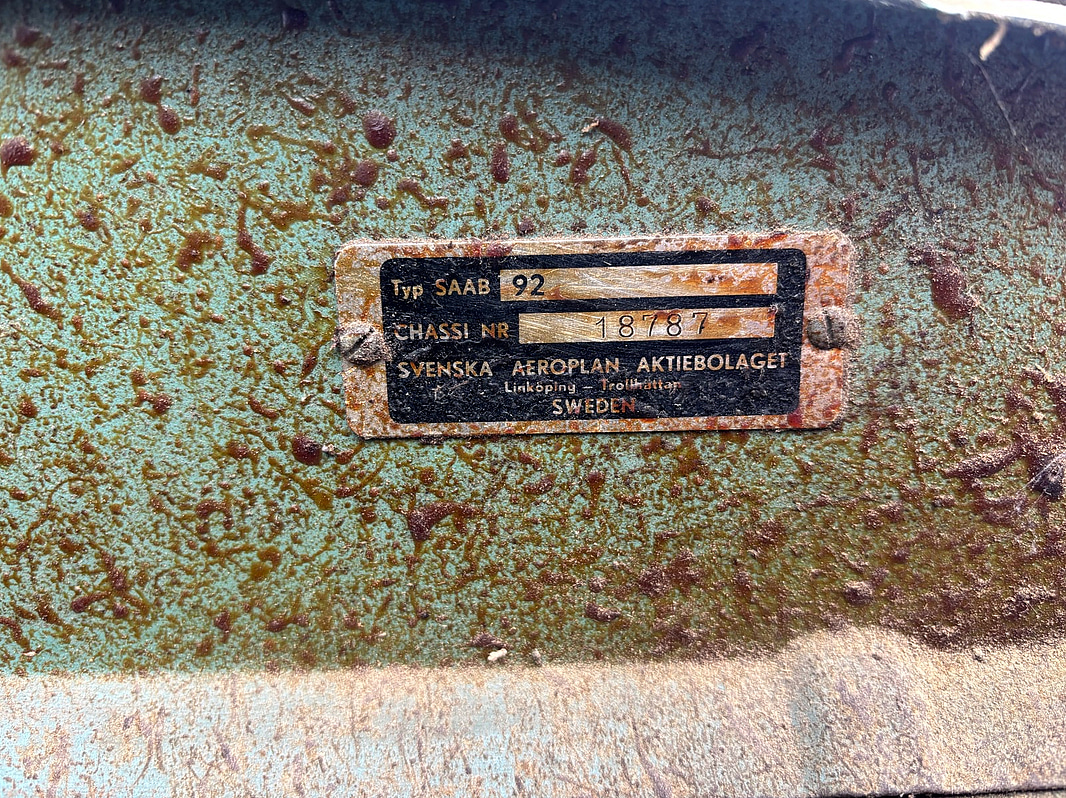 Typ SAAB 92
CHASSI NR 18787
SVENSKA AEROPLAN AKTIEBOLAGET
Linköping – Trollhättan
SWEDEN